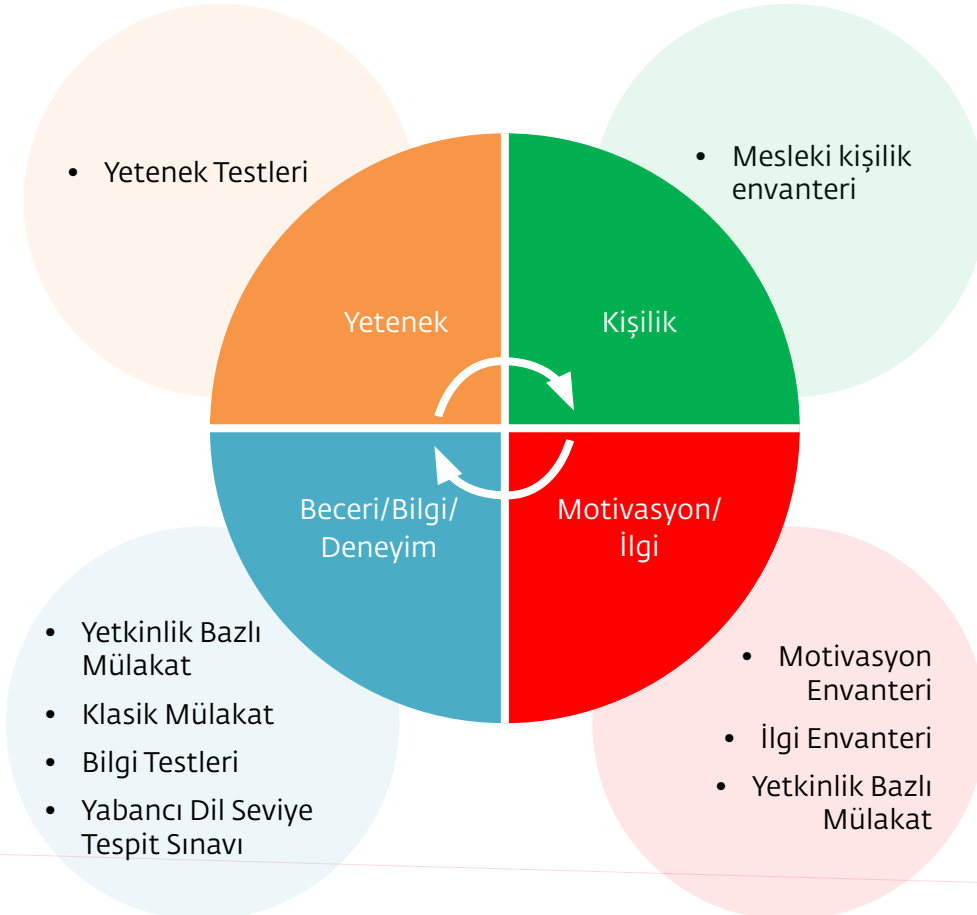 • Yetenek Testleri
• Mesleki kişilik
envanteri
Yetenek
Kişilik
Beceri/Bilgi/
Deneyim
Motivasyon/
İlgi
• Yetkinlik Bazlı
Mülakat
• Klasik Mülakat
• Bilgi Testleri
• Yabancı Dil Seviye
Tespit Sınavı
• Motivasyon
Envanteri
• İlgi Envanteri
• Yetkinlik Bazlı
Mülakat